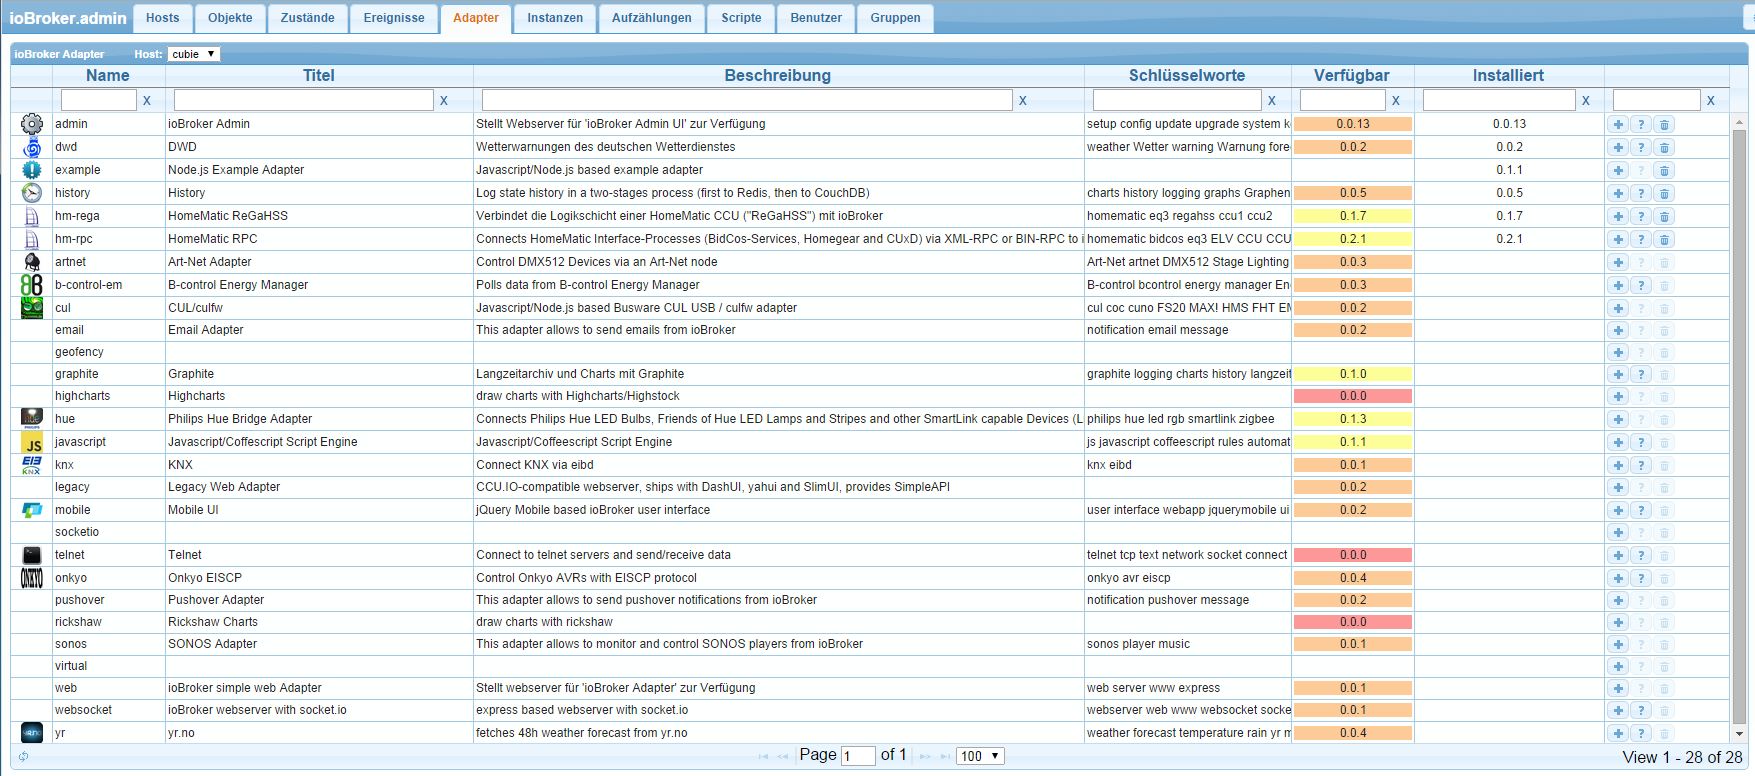 ioBroker.admin Hosts Objekte Zustände Ereignisse Adapter Instanzen Aufzählungen Scripte Benutzer Gruppen
ioBroker Adapter Host: cubie
Name Titel Beschreibung Schlüsselworte Verfügbar Installiert
X X X X X X X
admin ioBroker Admin Stellt Webserver für 'ioBroker Admin UI' zur Verfügung setup config update upgrade system k 0.0.13 0.0.13
dwd DWD Wetterwarnungen des deutschen Wetterdienstes weather Wetter warning Warnung fore 0.0.2 0.0.2
example Node.js Example Adapter Javascript/Node.js based example adapter 0.1.1
history History Log state history in a two-stages process (first to Redis, then to CouchDB) charts history logging graphs Graphen 0.0.5 0.0.5
hm-rega HomeMatic ReGaHSS Verbindet die Logikschicht einer HomeMatic CCU ("ReGaHSS") mit ioBroker homematic eq3 regahss ccu1 ccu2 0.1.7 0.1.7
hm-rpc HomeMatic RPC Connects HomeMatic Interface-Processes (BidCos-Services, Homegear and CUxD) via XML-RPC or BIN-RPC to i homematic bidcos eq3 ELV CCU CCU 0.2.1 0.2.1
artnet Art-Net Adapter Control DMX512 Devices via an Art-Net node Art-Net artnet DMX512 Stage Lighting 0.0.3
b-control-em B-control Energy Manager Polls data from B-control Energy Manager B-control bcontrol energy manager En 0.0.3
cul CUL/culfw Javascript/Node.js based Busware CUL USB / culfw adapter cul coc cuno FS20 MAX! HMS FHT EM 0.0.2
email Email Adapter This adapter allows to send emails from ioBroker notification email message 0.0.2
geofency
graphite Graphite Langzeitarchiv und Charts mit Graphite graphite logging charts history langzeit 0.1.0
highcharts Highcharts draw charts with Highcharts/Highstock 0.0.0
hue Philips Hue Bridge Adapter Connects Philips Hue LED Bulbs, Friends of Hue LED Lamps and Stripes and other SmartLink capable Devices (L philips hue led rgb smartlink zigbee 0.1.3
JS javascript Javascript/Coffescript Script Engine Javascript/Coffeescript Script Engine js javascript coffeescript rules automat 0.1.1
KNX knx KNX Connect KNX via eibd knx eibd 0.0.1
legacy Legacy Web Adapter CCU.IO-compatible webserver, ships with DashUI, yahui and SlimUI, provides SimpleAPI 0.0.2
mobile Mobile UI jQuery Mobile based ioBroker user interface user interface webapp jquerymobile ui 0.0.2
socketio
telnet Telnet Connect to telnet servers and send/receive data telnet tcp text network socket connect 0.0.0
ONKYO onkyo Onkyo EISCP Control Onkyo AVRs with EISCP protocol onkyo avr eiscp 0.0.4
pushover Pushover Adapter This adapter allows to send pushover notifications from ioBroker notification pushover message 0.0.2
rickshaw Rickshaw Charts draw charts with rickshaw 0.0.0
sonos SONOS Adapter This adapter allows to monitor and control SONOS players from ioBroker sonos player music 0.0.1
virtual
web ioBroker simple web Adapter Stellt webserver für 'ioBroker Adapter' zur Verfügung web server www express 0.0.1
websocket ioBroker webserver with socket.io express based webserver with socket.io webserver web www websocket socke 0.0.1
yr yr.no fetches 48h weather forecast from yr.no weather forecast temperature rain yr n 0.0.4
Page 1 of 1 100 View 1 - 28 of 28